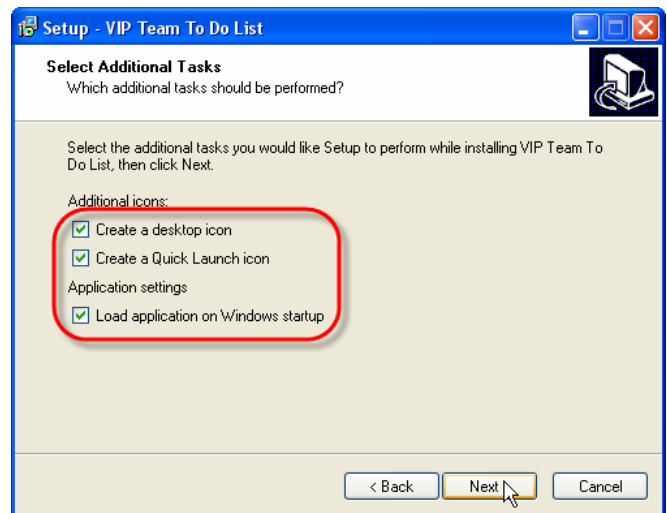 Setup - VIP Team To Do List
Select Additional Tasks
Which additional tasks should be performed?
Select the additional tasks you would like Setup to perform while installing VIP Team To
Do List, then click Next.
Additional icons:
Create a desktop icon
Create a Quick Launch icon
Application settings
Load application on Windows startup
< Back Next > Cancel